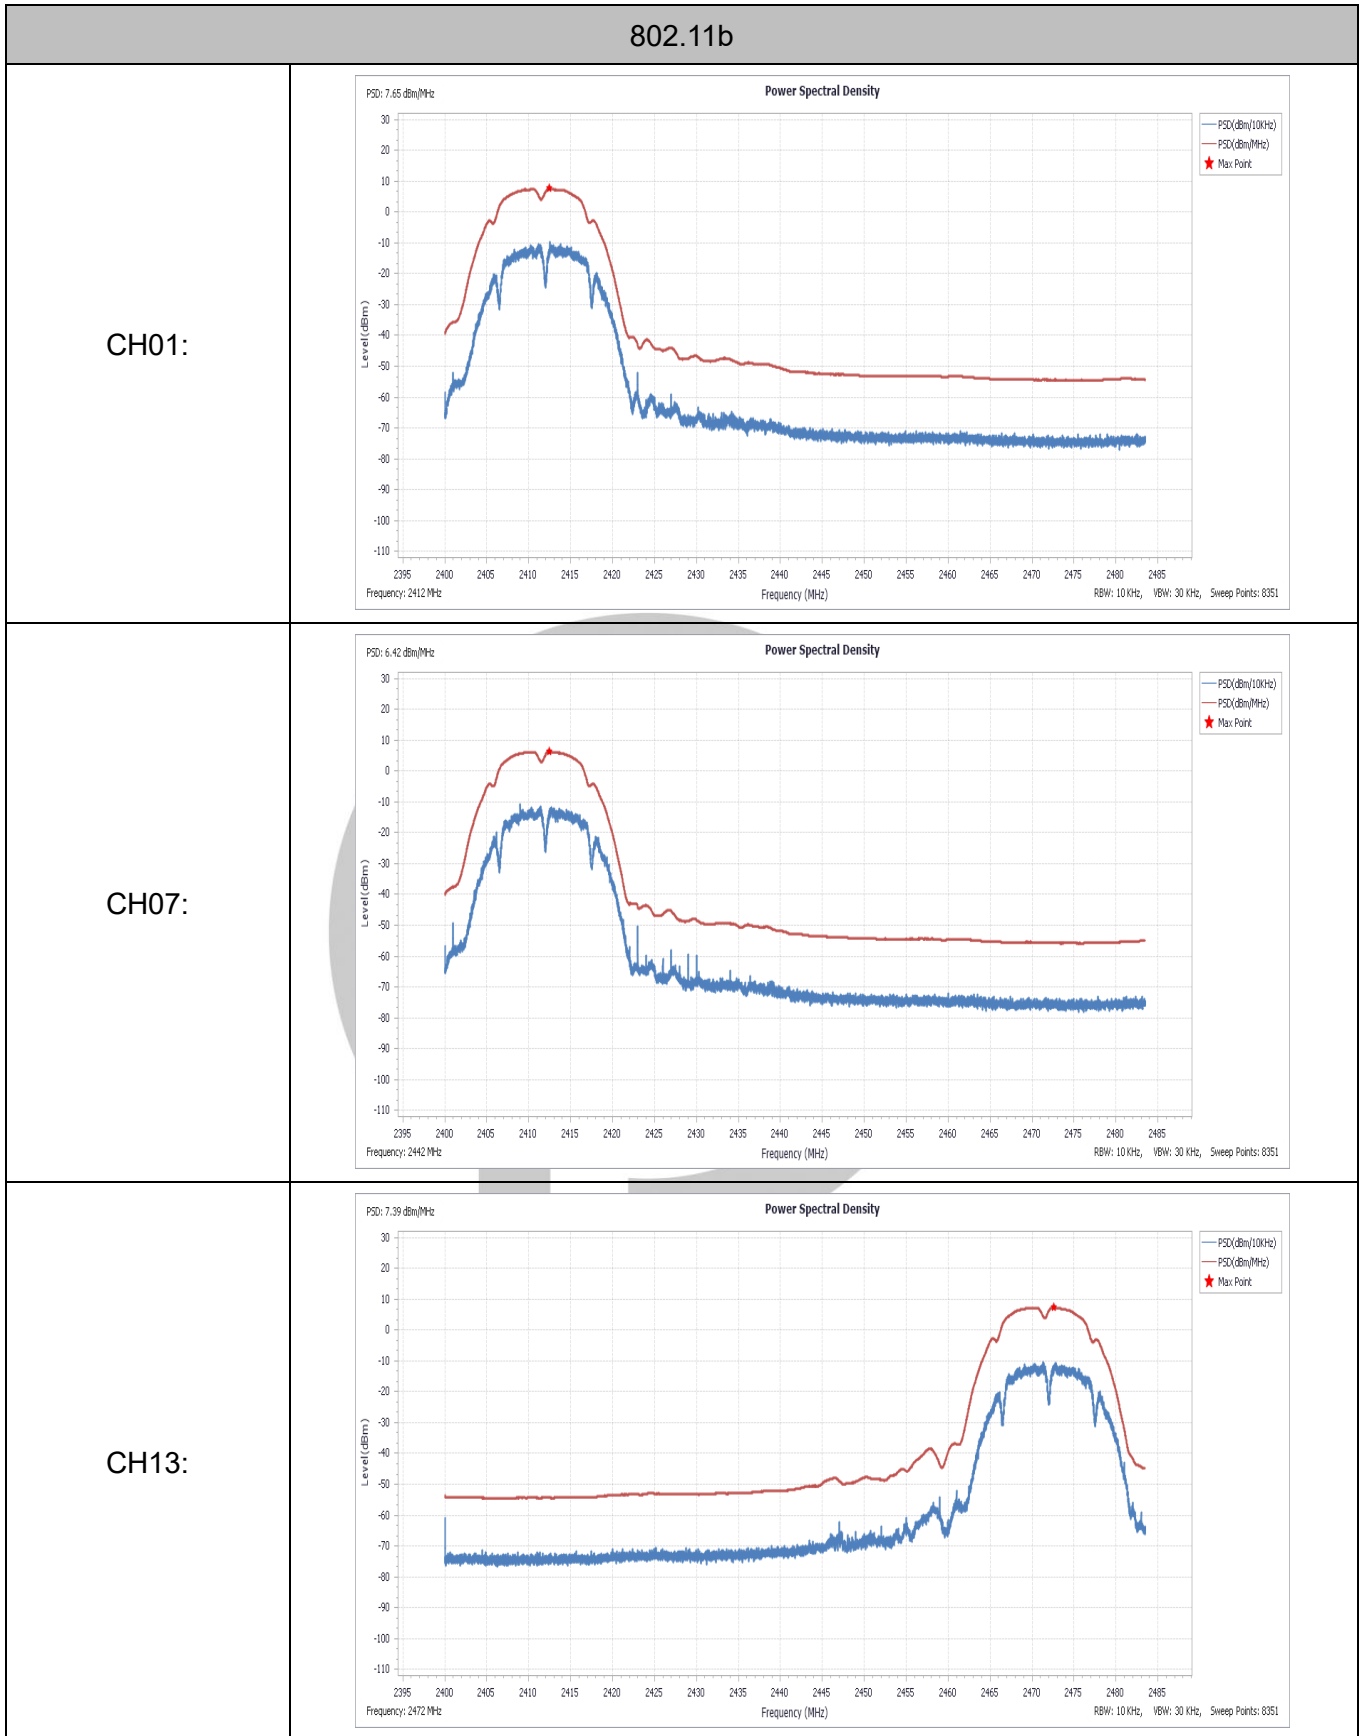 802.11b
CH01:
PSD: 7.65 dBm/MHz
Power Spectral Density
PSD(dBm/10KHz)
PSD(dBm/MHz)
Max Point
30
20
10
0
-10
-20
-30
-40
-50
-60
-70
-80
-90
-100
-110
Level(dBm)
2395 2400 2405 2410 2415 2420 2425 2430 2435 2440 2445 2450 2455 2460 2465 2470 2475 2480 2485
Frequency: 2412 MHz
Frequency (MHz)
RBW: 10 KHz, VBW: 30 KHz, Sweep Points: 8351
CH07:
PSD: 6.42 dBm/MHz
Power Spectral Density
PSD(dBm/10KHz)
PSD(dBm/MHz)
Max Point
30
20
10
0
-10
-20
-30
-40
-50
-60
-70
-80
-90
-100
-110
Level(dBm)
2395 2400 2405 2410 2415 2420 2425 2430 2435 2440 2445 2450 2455 2460 2465 2470 2475 2480 2485
Frequency: 2442 MHz
Frequency (MHz)
RBW: 10 KHz, VBW: 30 KHz, Sweep Points: 8351
CH13:
PSD: 7.39 dBm/MHz
Power Spectral Density
PSD(dBm/10KHz)
PSD(dBm/MHz)
Max Point
30
20
10
0
-10
-20
-30
-40
-50
-60
-70
-80
-90
-100
-110
Level(dBm)
2395 2400 2405 2410 2415 2420 2425 2430 2435 2440 2445 2450 2455 2460 2465 2470 2475 2480 2485
Frequency: 2472 MHz
Frequency (MHz)
RBW: 10 KHz, VBW: 30 KHz, Sweep Points: 8351